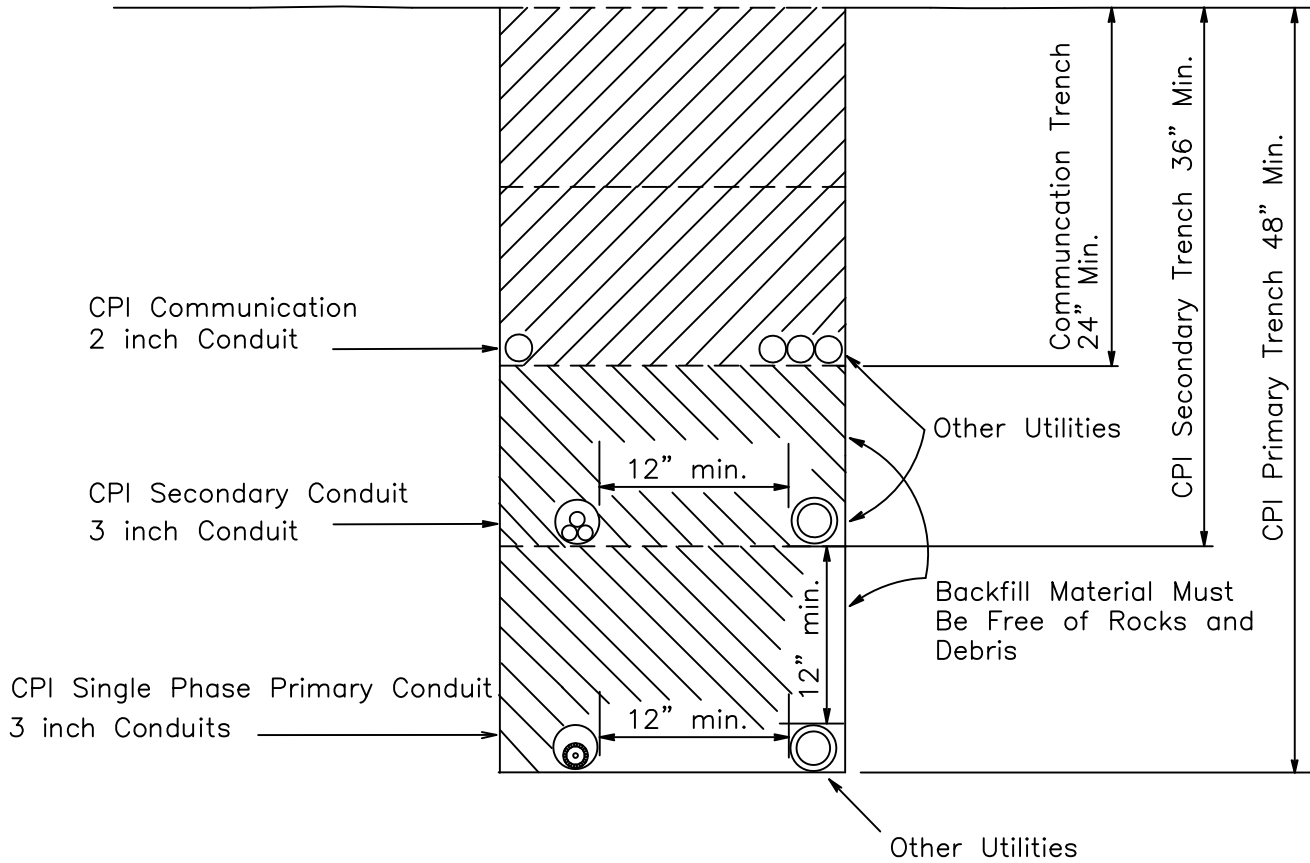 CPI Communication
2 inch Conduit
CPI Secondary Conduit
3 inch Conduit
CPI Single Phase Primary Conduit
3 inch Conduits
12” min.
12” min.
12” min.
Communcation Trench
24” Min.
CPI Secondary Trench 36” Min.
CPI Primary Trench 48” Min.
Other Utilities
Backfill Material Must
Be Free of Rocks and
Debris
Other Utilities